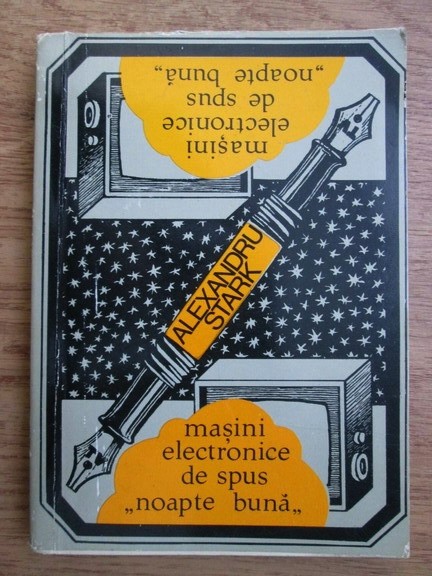 mașini
electronice
de spus
„noapte bună„
ALEXANDRU
STARK
mașini
electronice
de spus
„noapte bună„